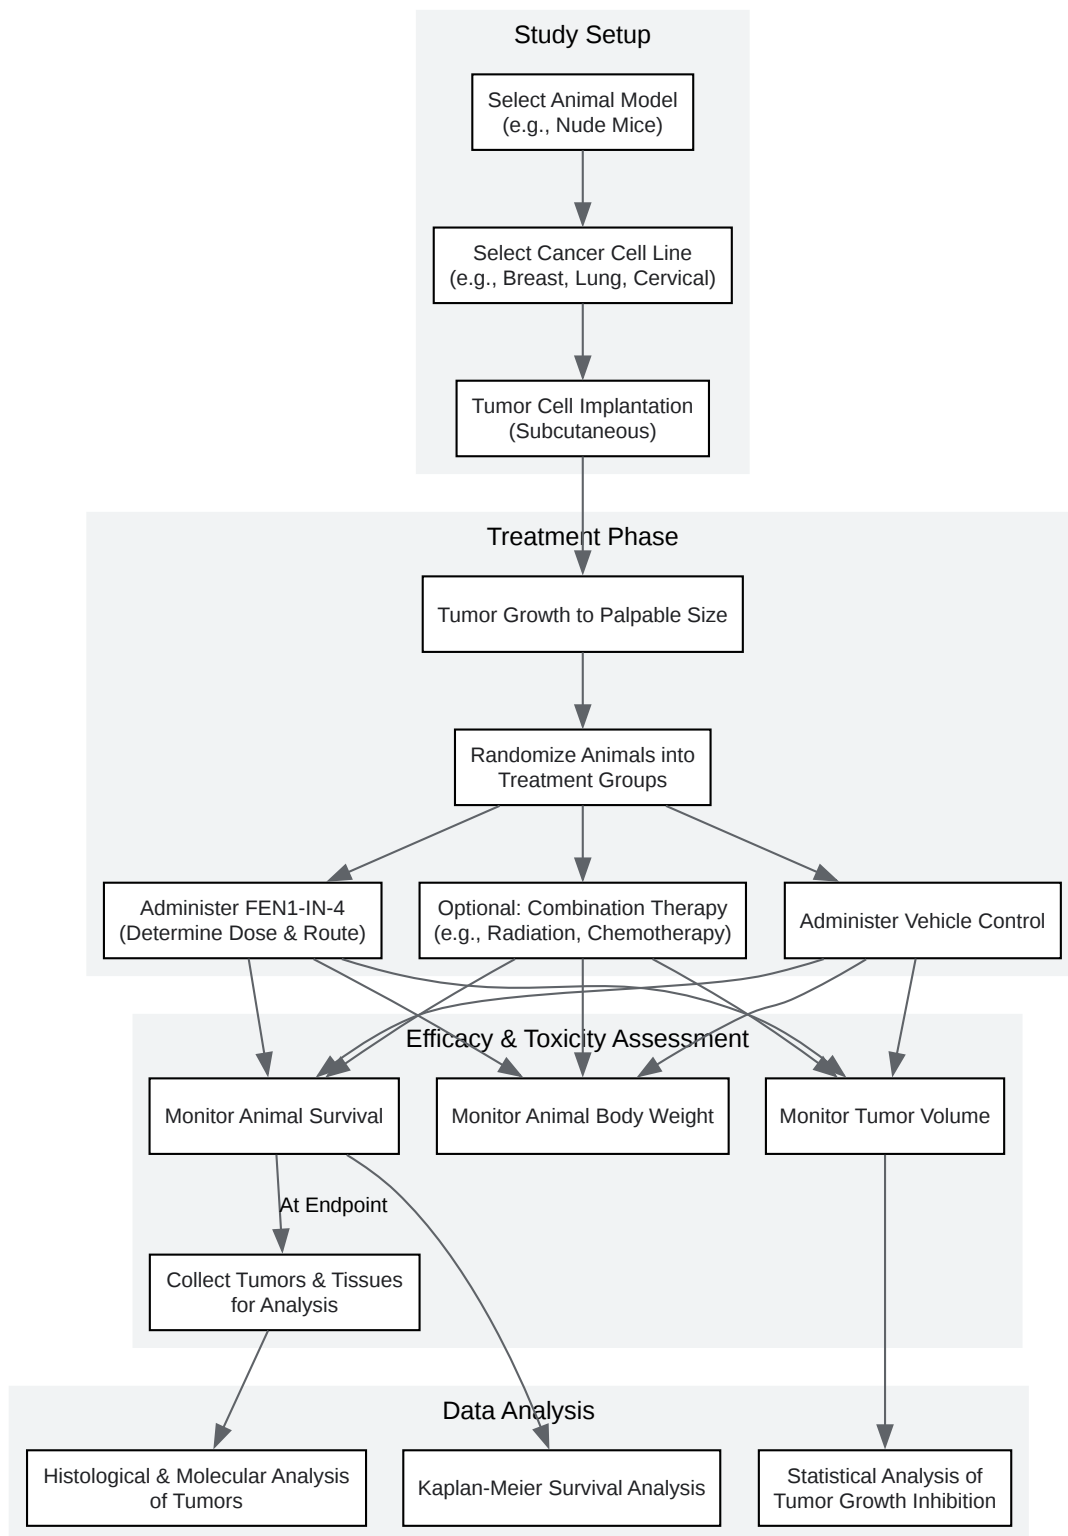 Study Setup
Select Animal Model
(e.g., Nude Mice)
Select Cancer Cell Line
(e.g., Breast, Lung, Cervical)
Tumor Cell Implantation
(Subcutaneous)
Treatment Phase
Tumor Growth to Palpable Size
Randomize Animals into
Treatment Groups
Administer FEN1-IN-4
(Determine Dose & Route)
Optional: Combination Therapy
(e.g., Radiation, Chemotherapy)
Administer Vehicle Control
Efficacy & Toxicity Assessment
Monitor Animal Survival
Monitor Animal Body Weight
Monitor Tumor Volume
At Endpoint
Collect Tumors & Tissues
for Analysis
Data Analysis
Histological & Molecular Analysis
of Tumors
Kaplan-Meier Survival Analysis
Statistical Analysis of
Tumor Growth Inhibition